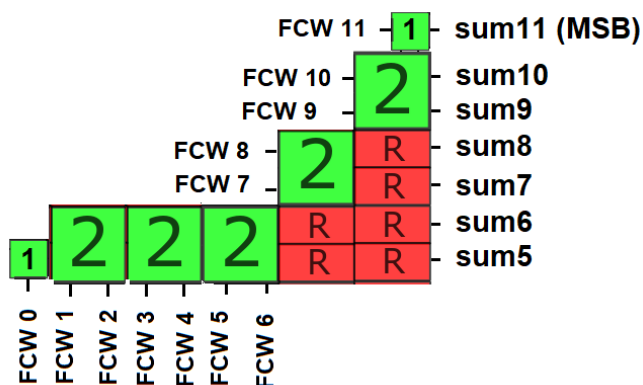 FCW 11 1 sum11 (MSB)
FCW 10 sum10
2
FCW 9 sum9
FCW 8 R sum8
2
FCW 7 R sum7
R R sum6
2 2 2
1 R R sum5
FCW 0 FCW 1 FCW 2 FCW 3 FCW 4 FCW 5 FCW 6